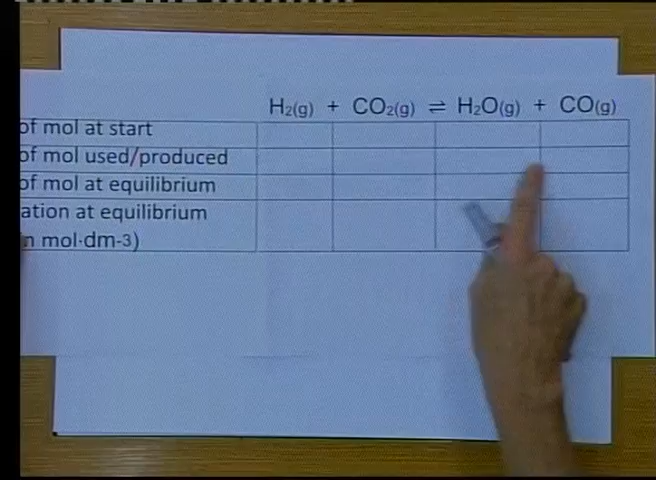 H2(g) + CO2(g) ⇌ H2O(g) + CO(g)
of mol at start
of mol used/produced
of mol at equilibrium
ation at equilibrium
n mol·dm-3)